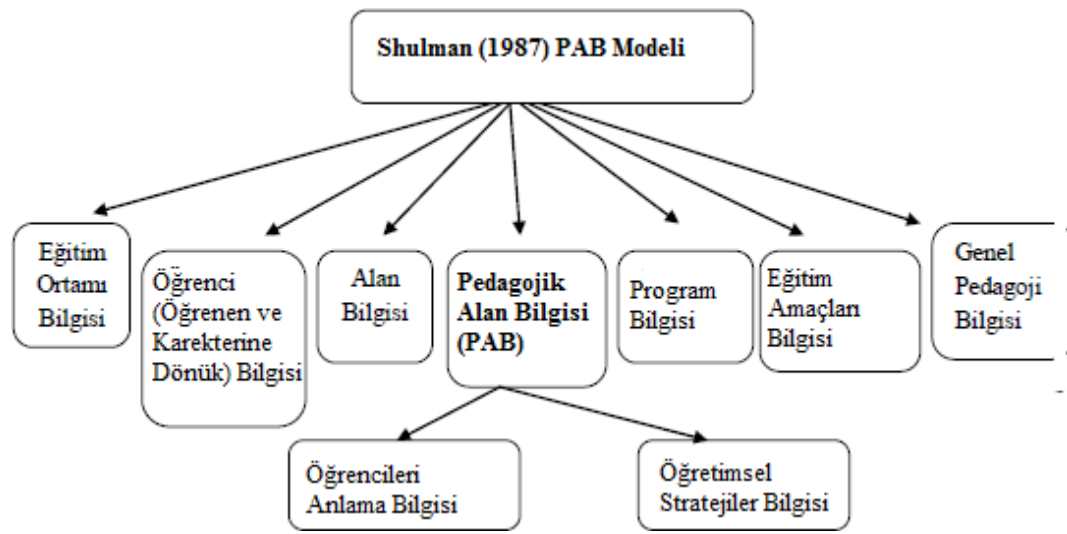 Shulman (1987) PAB Modeli
Eğitim
Ortamı
Bilgisi
Öğrenci
(Öğrenen ve
Karekterine
Dönük) Bilgisi
Alan
Bilgisi
Pedagojik
Alan Bilgisi
(PAB)
Program
Bilgisi
Eğitim
Amaçları
Bilgisi
Genel
Pedagoji
Bilgisi
Öğrencileri
Anlama Bilgisi
Öğretimsel
Stratejiler Bilgisi